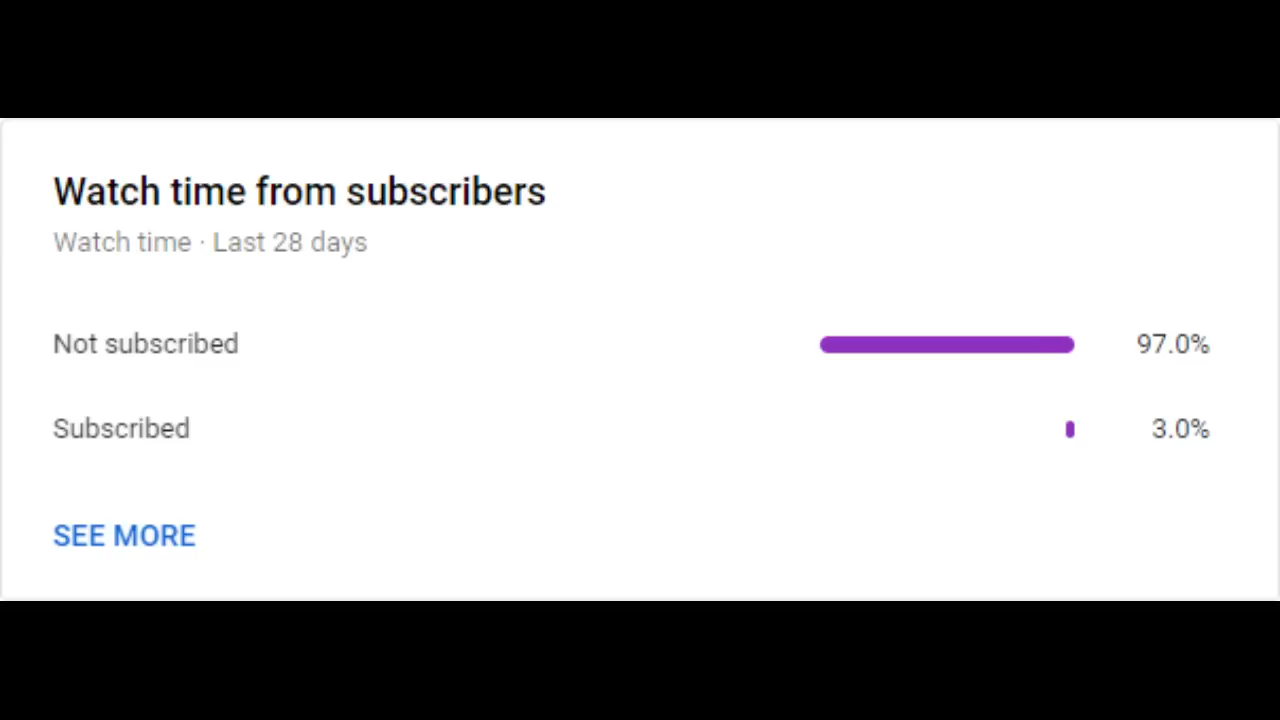 Watch time from subscribers
Watch time · Last 28 days
Not subscribed 97.0%
Subscribed 3.0%
SEE MORE